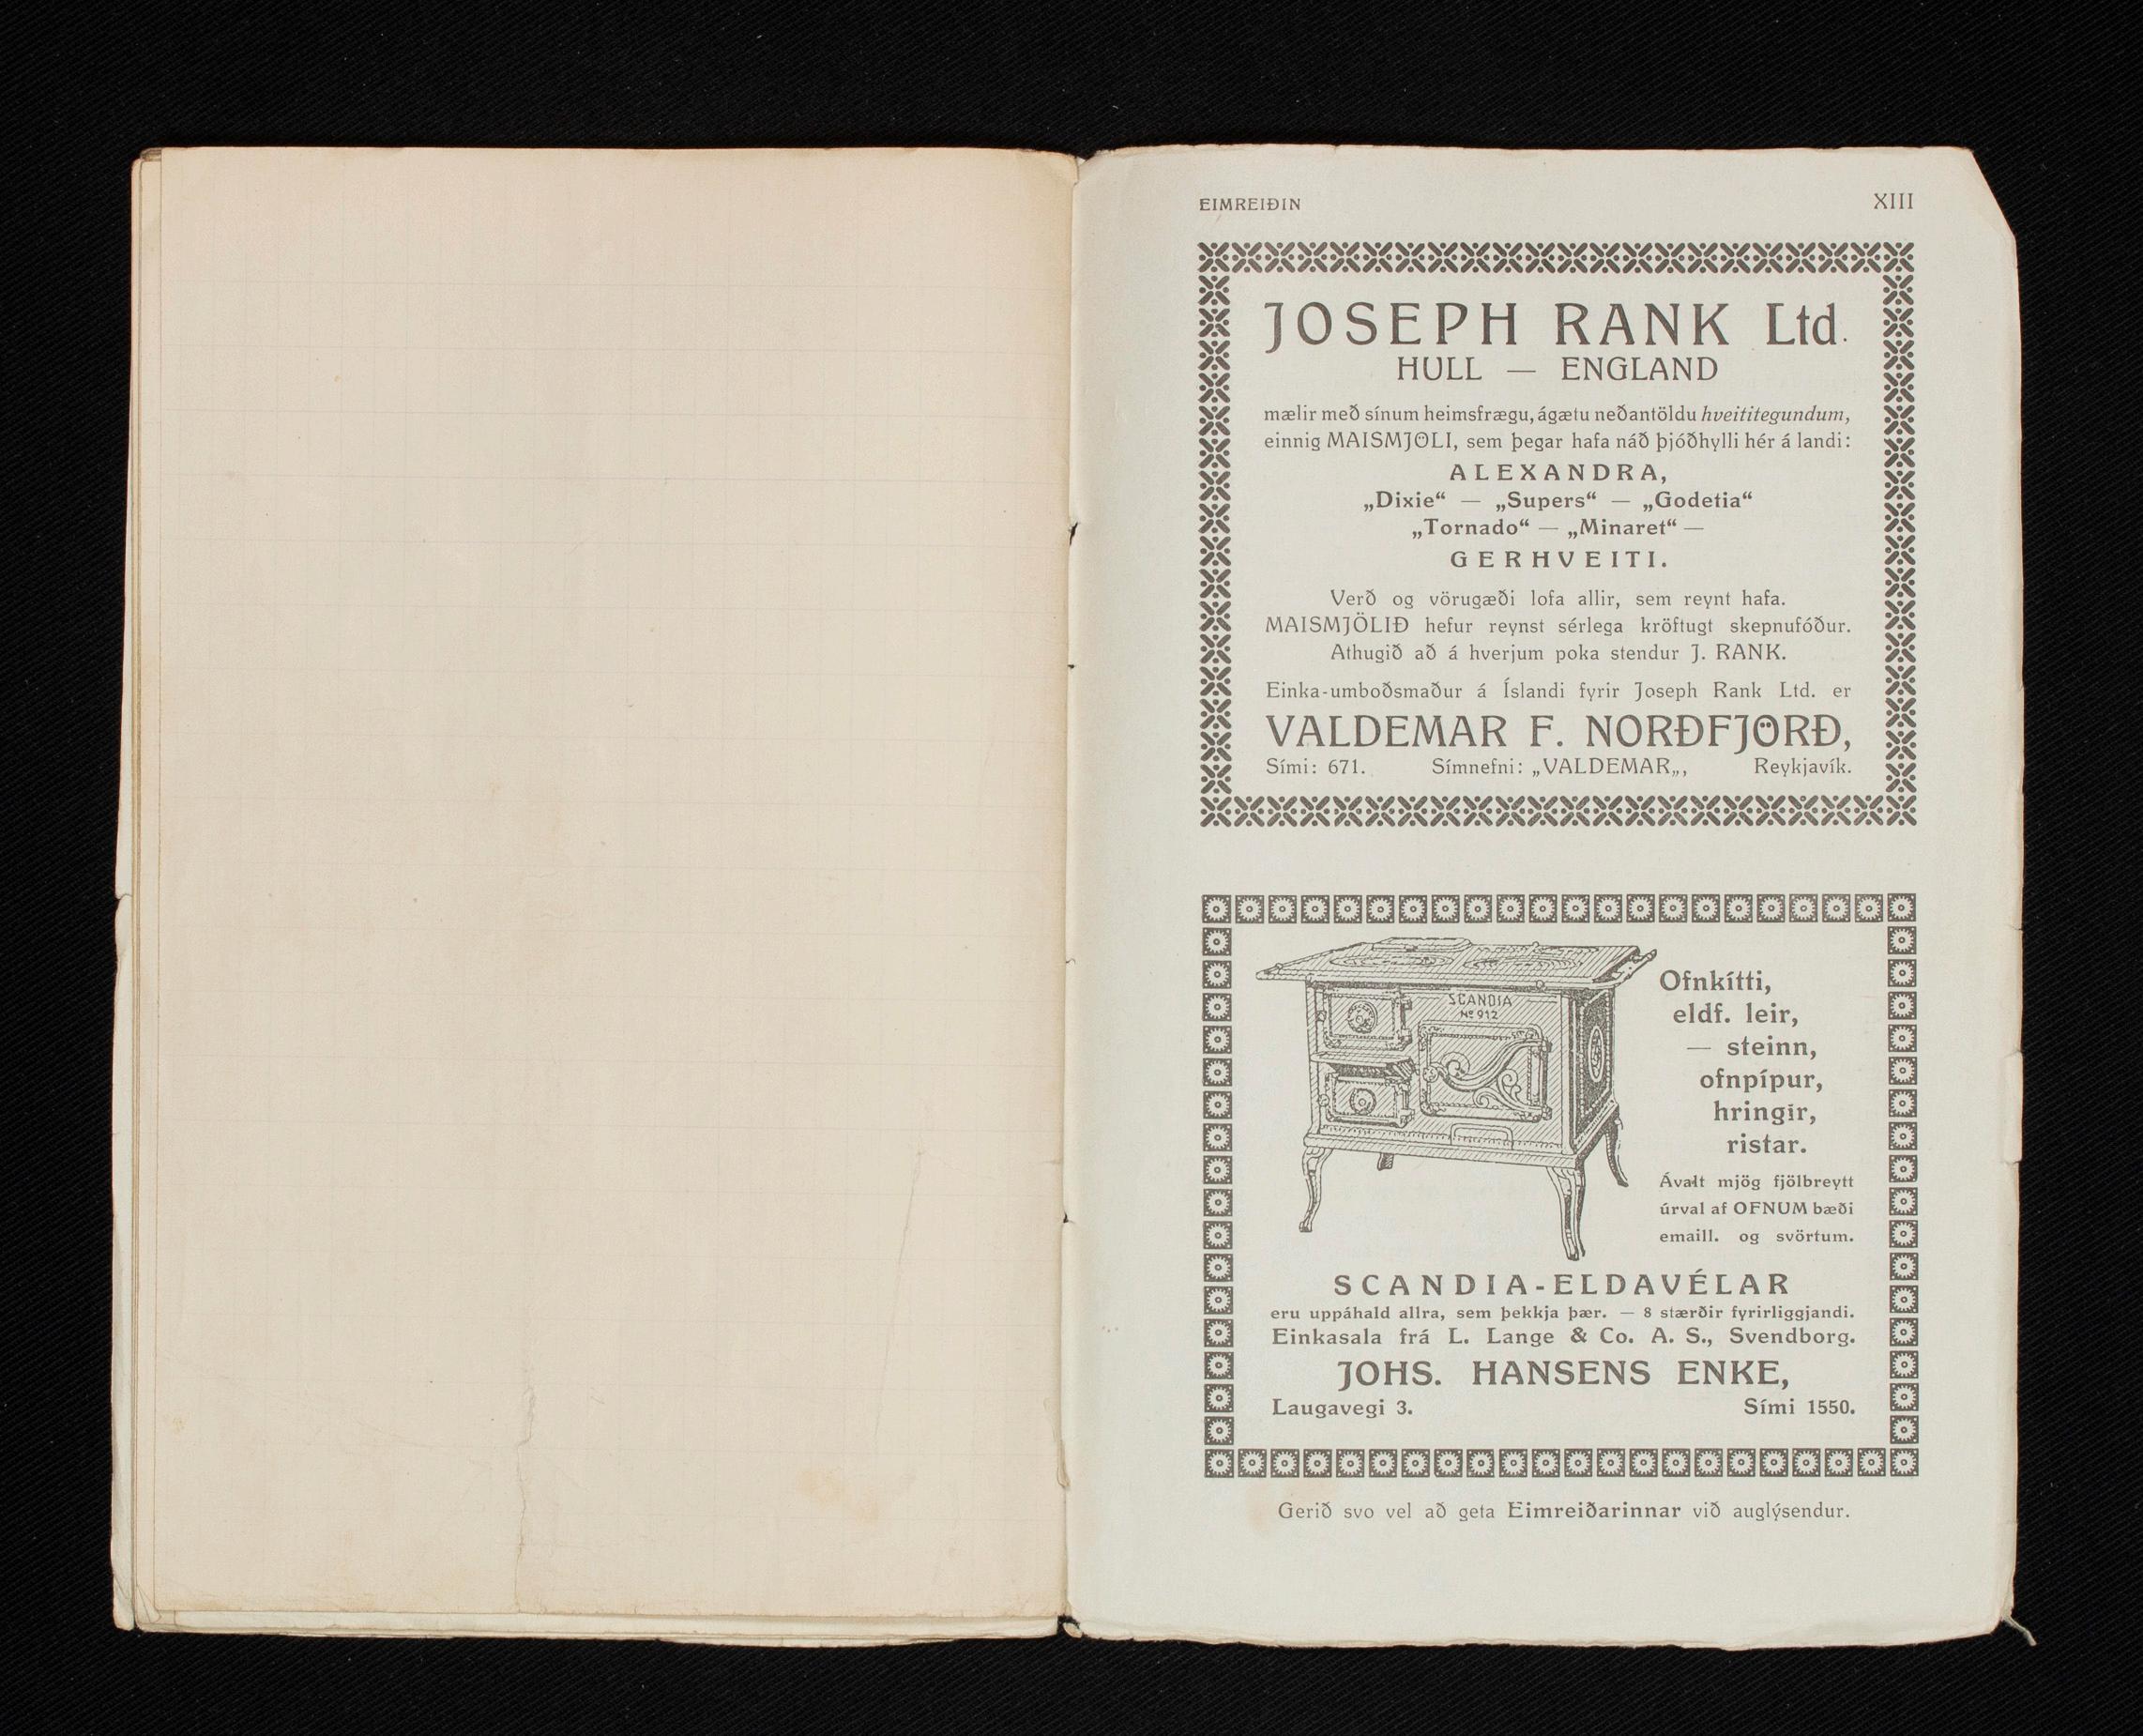 EIMREIÐIN
XIII
JOSEPH RANK Ltd.
HULL — ENGLAND
mælir með sínum heimsfrægu, ágætu neðantöldu hveititegundum,
einnig MAISMJÖLI, sem þegar hafa náð þjóðhylli hér á landi:
ALEXANDRA,
„Dixie“ — „Supers“ — „Godetia“
„Tornado“ — „Minaret“ —
GERHVEITI.
Verð og vörugæði lofa allir, sem reynt hafa.
MAISMJÖLIÐ hefur reynst sérlega kröftugt skepnufóður.
Athugið að á hverjum poka stendur J. RANK.
Einka-umboðsmaður á Íslandi fyrir Joseph Rank Ltd. er
VALDEMAR F. NORÐFJÖRÐ,
Sími: 671. Símnefni: „VALDEMAR„, Reykjavík.
SCANDIA
No 912
Ofnkítti,
eldf. leir,
— steinn,
ofnpípur,
hringir,
ristar.
Ávalt mjög fjölbreytt
úrval af OFNUM bæði
emaill. og svörtum.
SCANDIA-ELDAVÉLAR
eru uppáhald allra, sem þekkja þær. — 8 stærðir fyrirliggjandi.
Einkasala frá L. Lange & Co. A. S., Svendborg.
JOHS. HANSENS ENKE,
Laugavegi 3. Sími 1550.
Gerið svo vel að geta Eimreiðarinnar við auglýsendur.